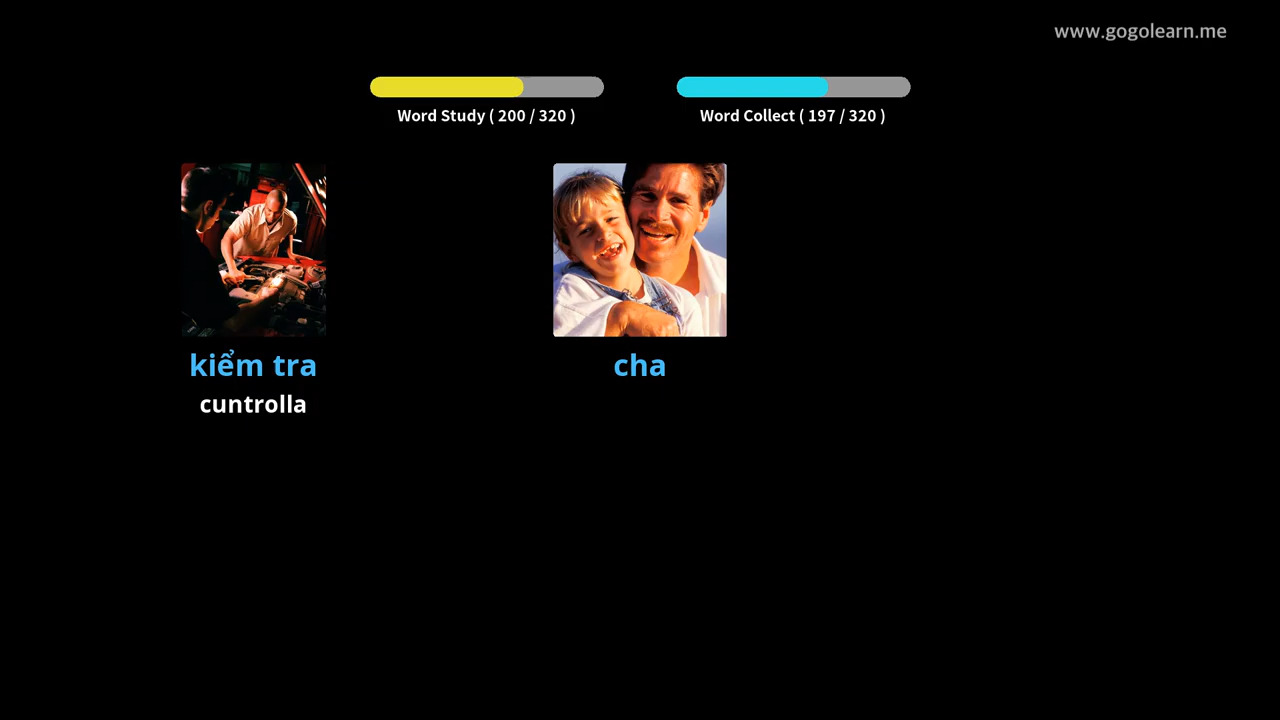 www.gogolearn.me
Word Study ( 200 / 320 )
Word Collect ( 197 / 320 )
kiểm tra
cha
cuntrolla